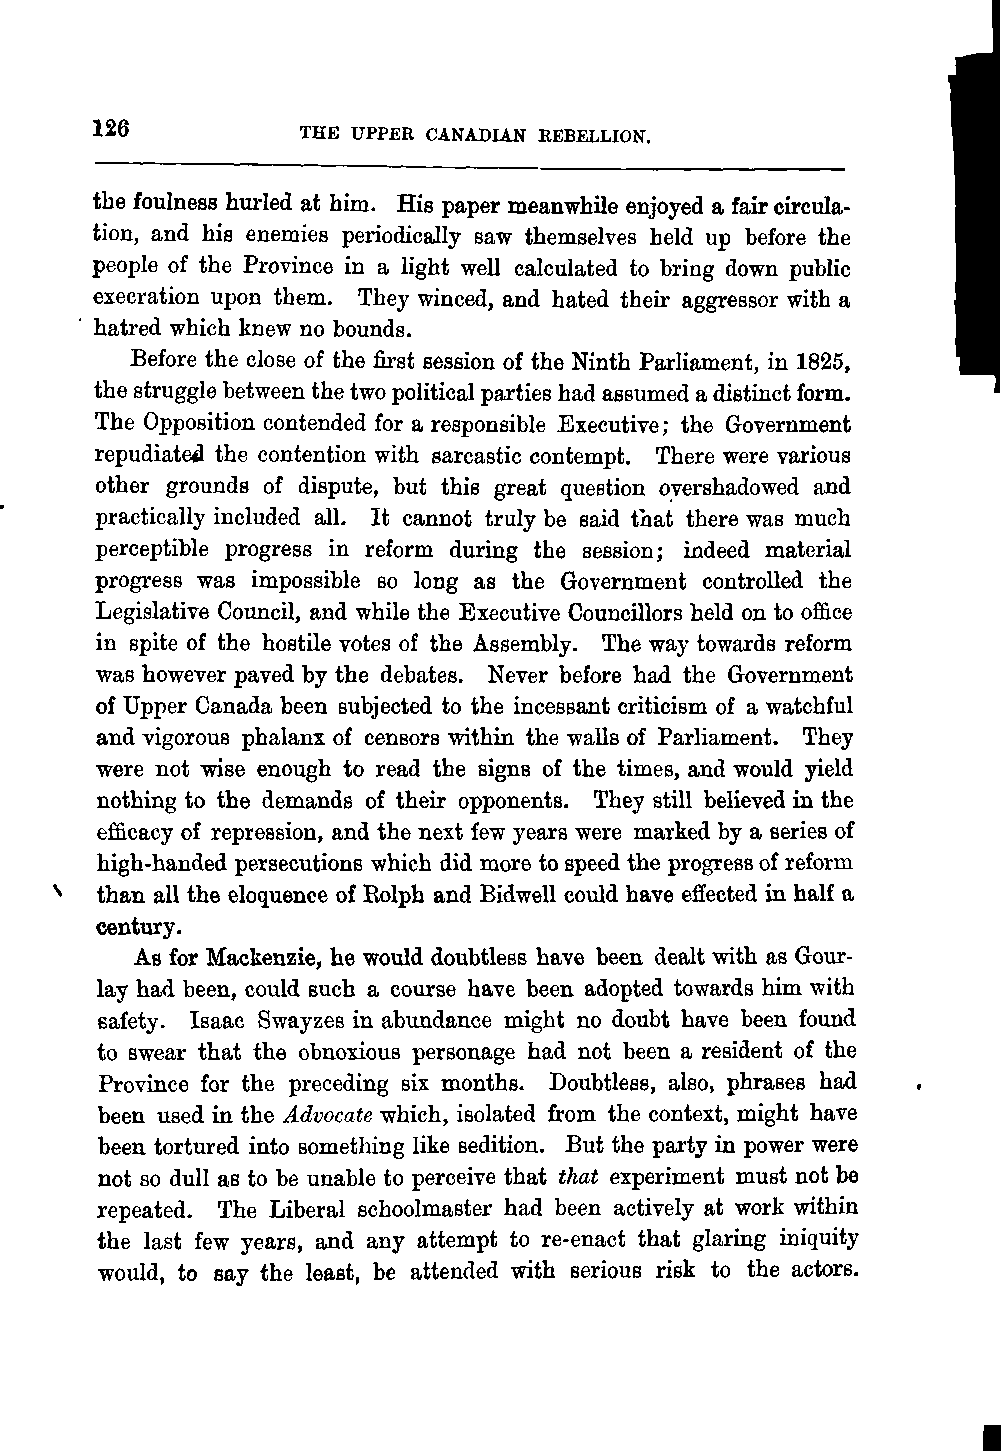 126
THE UPPER CANADIAN REBELLION.
the foulness hurled at him. His paper meanwhile enjoyed a fair circula-
tion, and his enemies periodically saw themselves held up before the
people of the Province in a light well calculated to bring down public
execration upon them. They winced, and hated their aggressor with a
hatred which knew no bounds.
Before the close of the first session of the Ninth Parliament, in 1825,
the struggle between the two political parties had assumed a distinct form.
The Opposition contended for a responsible Executive; the Government
repudiated the contention with sarcastic contempt. There were various
other grounds of dispute, but this great question overshadowed and
practically included all. It cannot truly be said that there was much
perceptible progress in reform during the session; indeed material
progress was impossible so long as the Government controlled the
Legislative Council, and while the Executive Councillors held on to office
in spite of the hostile votes of the Assembly. The way towards reform
was however paved by the debates. Never before had the Government
of Upper Canada been subjected to the incessant criticism of a watchful
and vigorous phalanx of censors within the walls of Parliament. They
were not wise enough to read the signs of the times, and would yield
nothing to the demands of their opponents. They still believed in the
efficacy of repression, and the next few years were marked by a series of
high-handed persecutions which did more to speed the progress of reform
than all the eloquence of Rolph and Bidwell could have effected in half a
century.
As for Mackenzie, he would doubtless have been dealt with as Gour-
lay had been, could such a course have been adopted towards him with
safety. Isaac Swayzes in abundance might no doubt have been found
to swear that the obnoxious personage had not been a resident of the
Province for the preceding six months. Doubtless, also, phrases had
been used in the Advocate which, isolated from the context, might have
been tortured into something like sedition. But the party in power were
not so dull as to be unable to perceive that that experiment must not be
repeated. The Liberal schoolmaster had been actively at work within
the last few years, and any attempt to re-enact that glaring iniquity
would, to say the least, be attended with serious risk to the actors.